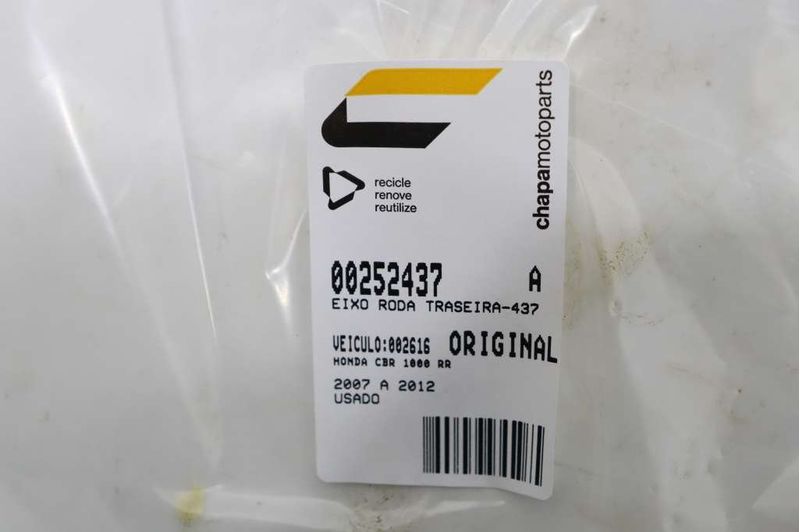 chapamotoparts
recicle
renove
reutilize
00252437 A
EIXO RODA TRASEIRA-437
VEICULO:002616 ORIGINAL
HONDA CBR 1000 RR
2007 A 2012
USADO